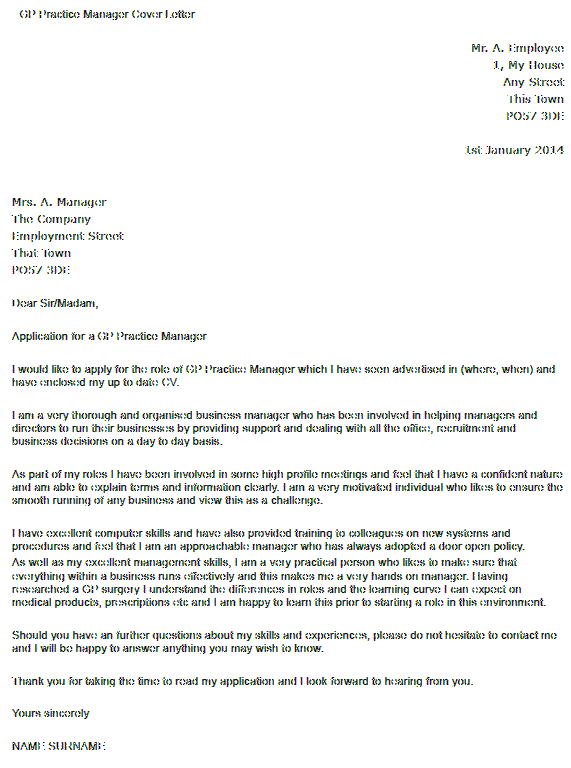 GP Practice Manager Cover Letter
Mr. A. Employee
1, My House
Any Street
This Town
PO57 3DE
1st January 2014
Mrs. A. Manager
The Company
Employment Street
That Town
PO57 3DE
Dear Sir/Madam,
Application for a GP Practice Manager
I would like to apply for the role of GP Practice Manager which I have seen advertised in (where, when) and
have enclosed my up to date CV.
I am a very thorough and organised business manager who has been involved in helping managers and
directors to run their businesses by providing support and dealing with all the office, recruitment and
business decisions on a day to day basis.
As part of my roles I have been involved in some high profile meetings and feel that I have a confident nature
and am able to explain terms and information clearly. I am a very motivated individual who likes to ensure the
smooth running of any business and view this as a challenge.
I have excellent computer skills and have also provided training to colleagues on new systems and
procedures and feel that I am an approachable manager who has always adopted a door open policy.
As well as my excellent management skills, I am a very practical person who likes to make sure that
everything within a business runs effectively and this makes me a very hands on manager. Having
researched a GP surgery I understand the differences in roles and the learning curve I can expect on
medical products, prescriptions etc and I am happy to learn this prior to starting a role in this environment.
Should you have an further questions about my skills and experiences, please do not hesitate to contact me
and I will be happy to answer anything you may wish to know.
Thank you for taking the time to read my application and I look forward to hearing from you.
Yours sincerely
NAME SURNAME